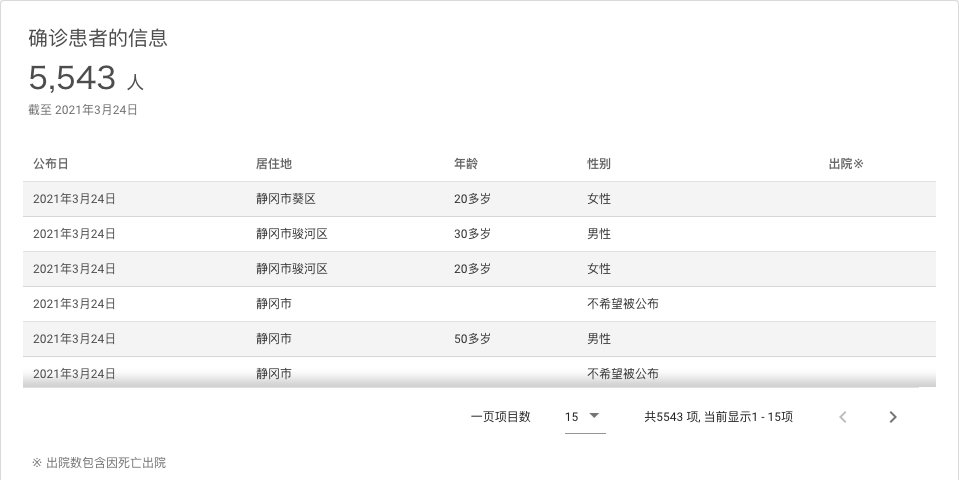 确诊患者的信息
5,543 人
截至 2021年3月24日
公布日 居住地 年龄 性别 出院※
2021年3月24日 静冈市葵区 20多岁 女性
2021年3月24日 静冈市骏河区 30多岁 男性
2021年3月24日 静冈市骏河区 20多岁 女性
2021年3月24日 静冈市 不希望被公布
2021年3月24日 静冈市 50多岁 男性
2021年3月24日 静冈市 不希望被公布
一页项目数 15 共5543 项, 当前显示1 - 15项
※ 出院数包含因死亡出院